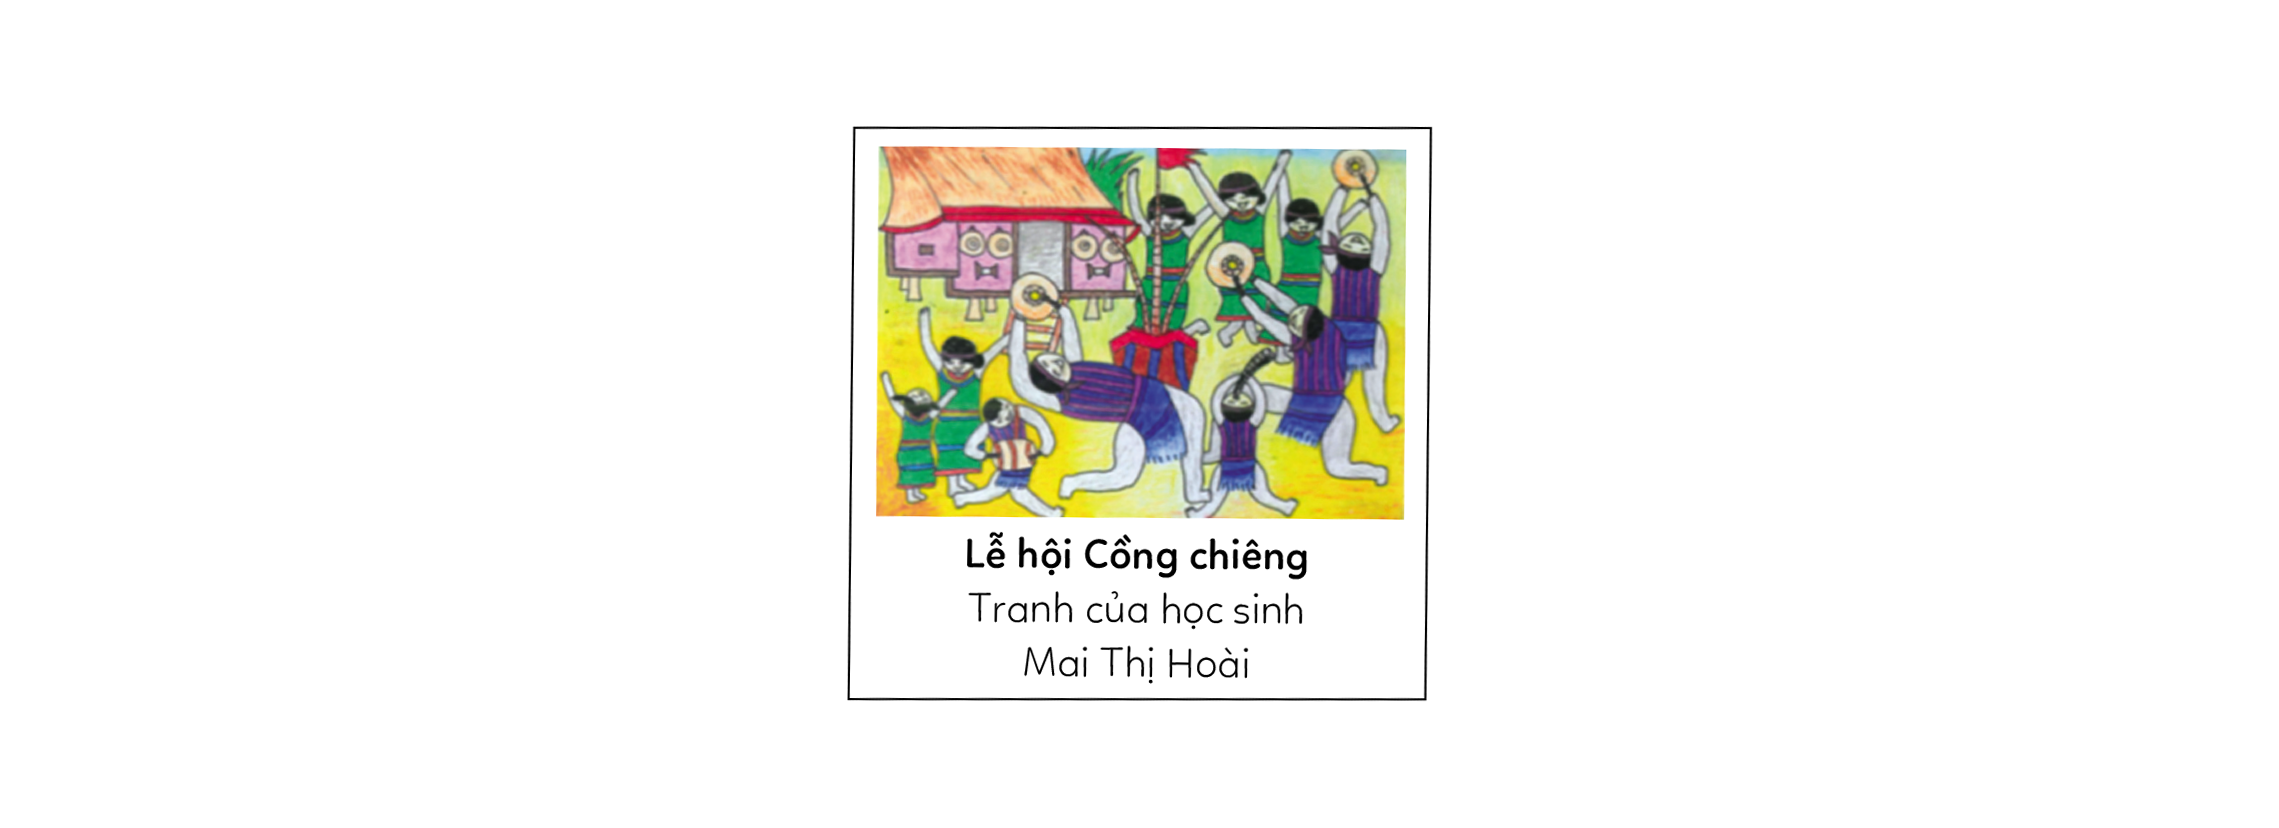 Lễ hội Cồng chiêng
Tranh của học sinh
Mai Thị Hoài